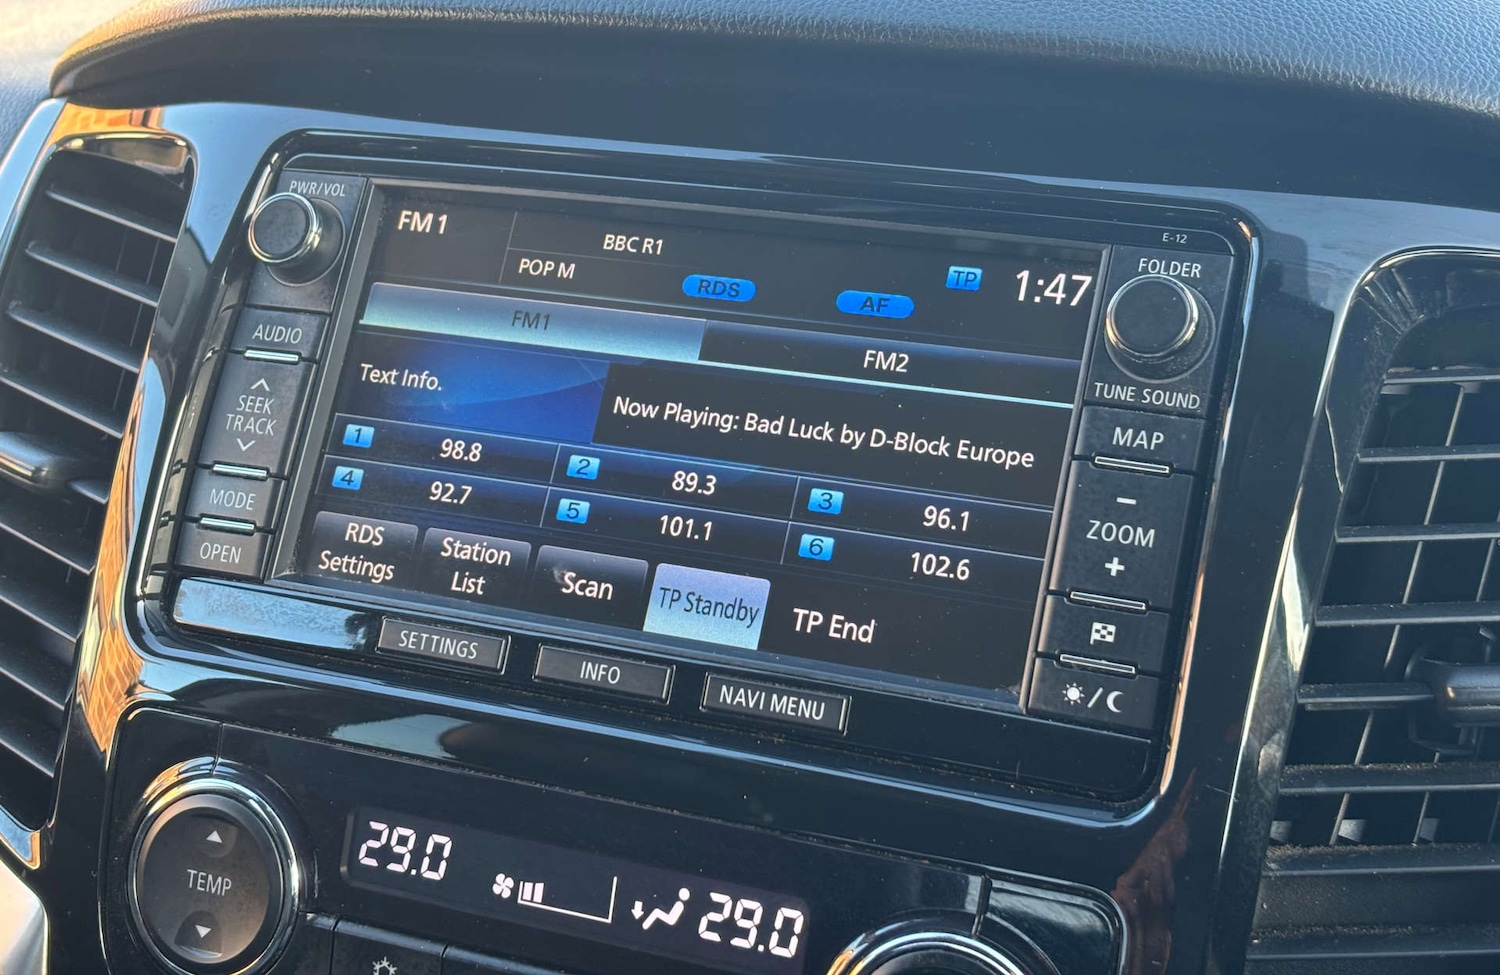 PWR/VOL
FM1
BBC R1
POP M
RDS
AF
TP
1:47
E-12
FOLDER
TUNE SOUND
AUDIO
SEEK
TRACK
MODE
OPEN
FM1
FM2
Text Info.
Now Playing: Bad Luck by D-Block Europe
1 98.8
2 89.3
3 96.1
4 92.7
5 101.1
6 102.6
RDS
Settings
Station
List
Scan
TP Standby
TP End
MAP
−
ZOOM
+
SETTINGS
INFO
NAVI MENU
TEMP
29.0
29.0